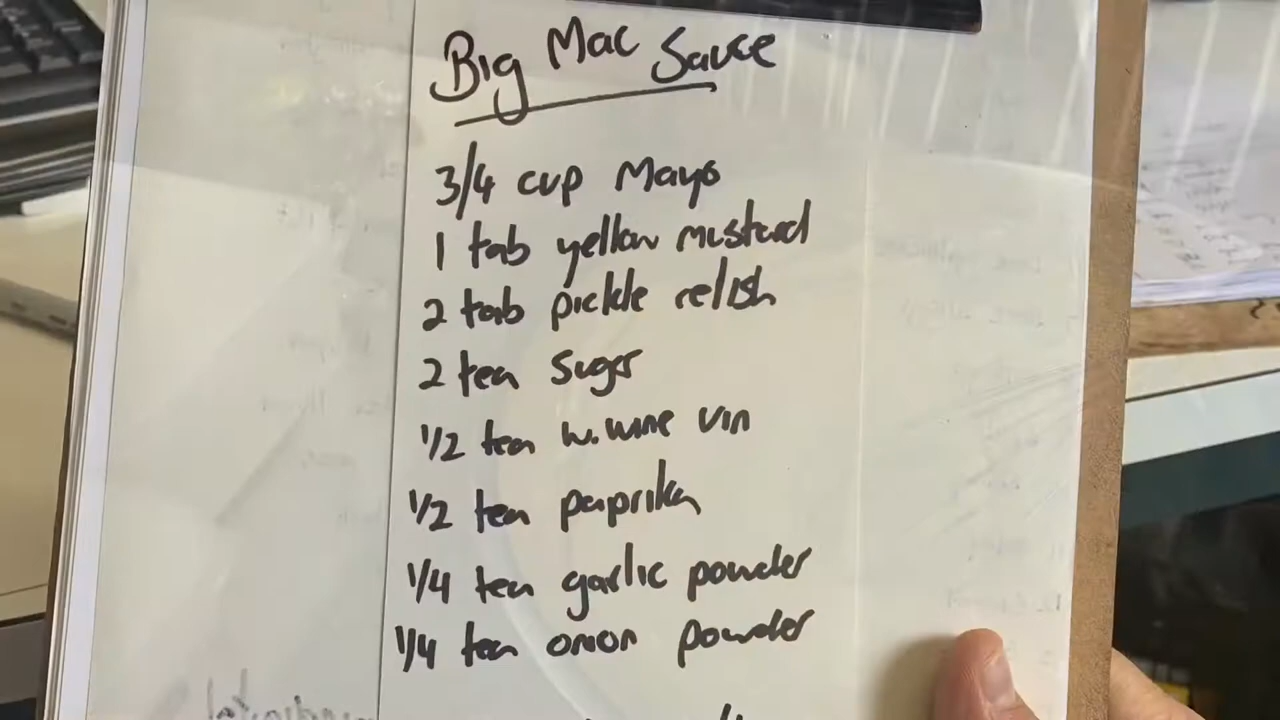 Big Mac Sauce
3/4 cup Mayo
1 tab yellow mustard
2 tab pickle relish
2 tea sugar
1/2 tea w. wine vin
1/2 tea paprika
1/4 tea garlic powder
1/4 tea onion powder